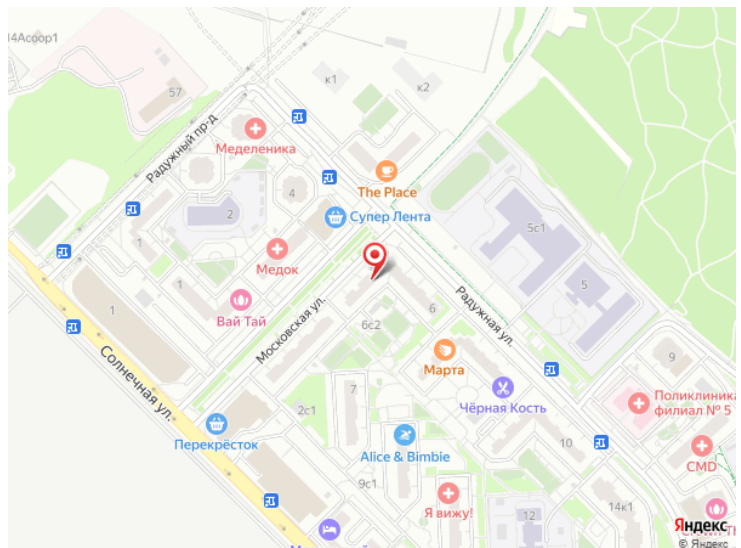 14Асоор1
57
к1
к2
Радужный пр-д
Меделеника
4
The Place
Супер Лента
2
1
5с1
5
Медок
1
Вай Тай
Московская ул.
6
6с2
Радужная ул.
Марта
9
Солнечная ул.
7
Чёрная Кость
Поликлиника
филиал № 5
2с1
Перекрёсток
Alice & Bimbie
10
CMD
9с1
Я вижу!
12
14к1
Яндекс
© Яндекс